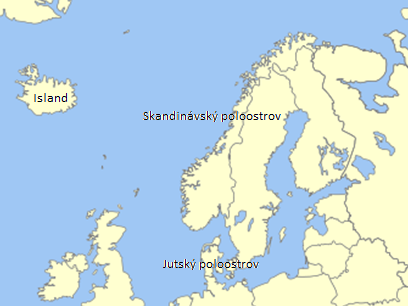 Island
Skandinávský poloostrov
Jutský poloostrov